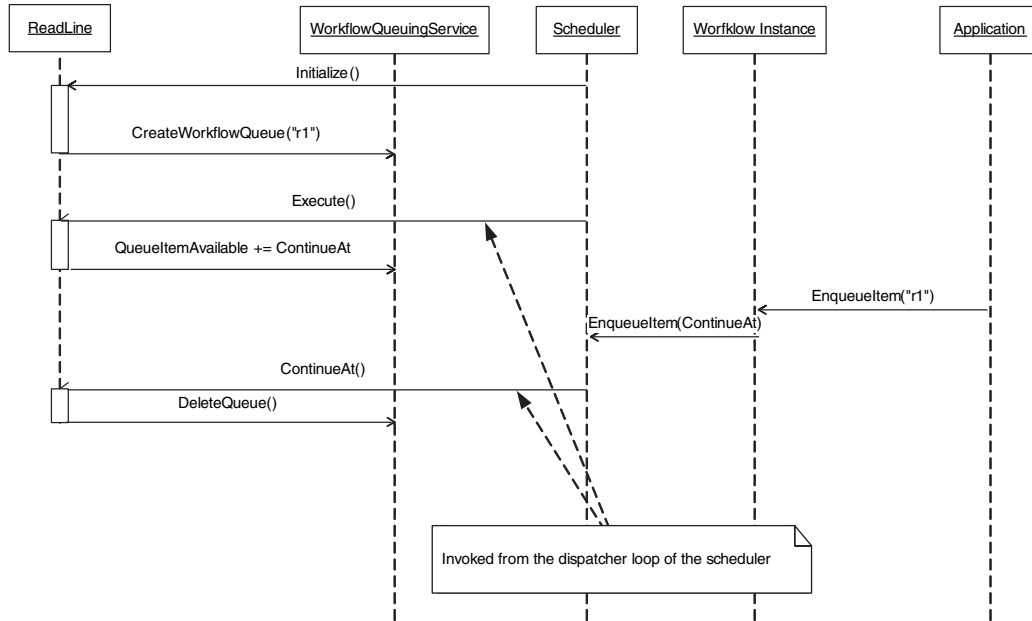 ReadLine
WorkflowQueuingService
Scheduler
Worfklow Instance
Application
Initialize()
CreateWorkflowQueue("r1")
Execute()
QueueItemAvailable += ContinueAt
EnqueueItem("r1")
EnqueueItem(ContinueAt)
ContinueAt()
DeleteQueue()
Invoked from the dispatcher loop of the scheduler